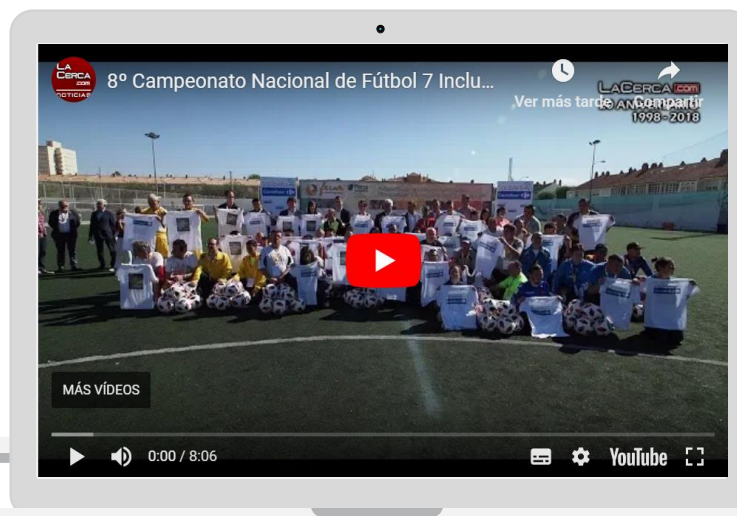 LA
CERCA
.COM
NOTICIAS
8º Campeonato Nacional de Fútbol 7 Inclu...
Ver más tarde
Compartir
LACERCA.COM
20 ANIVERSARIO
1998-2018
MÁS VÍDEOS
0:00 / 8:06
YouTube